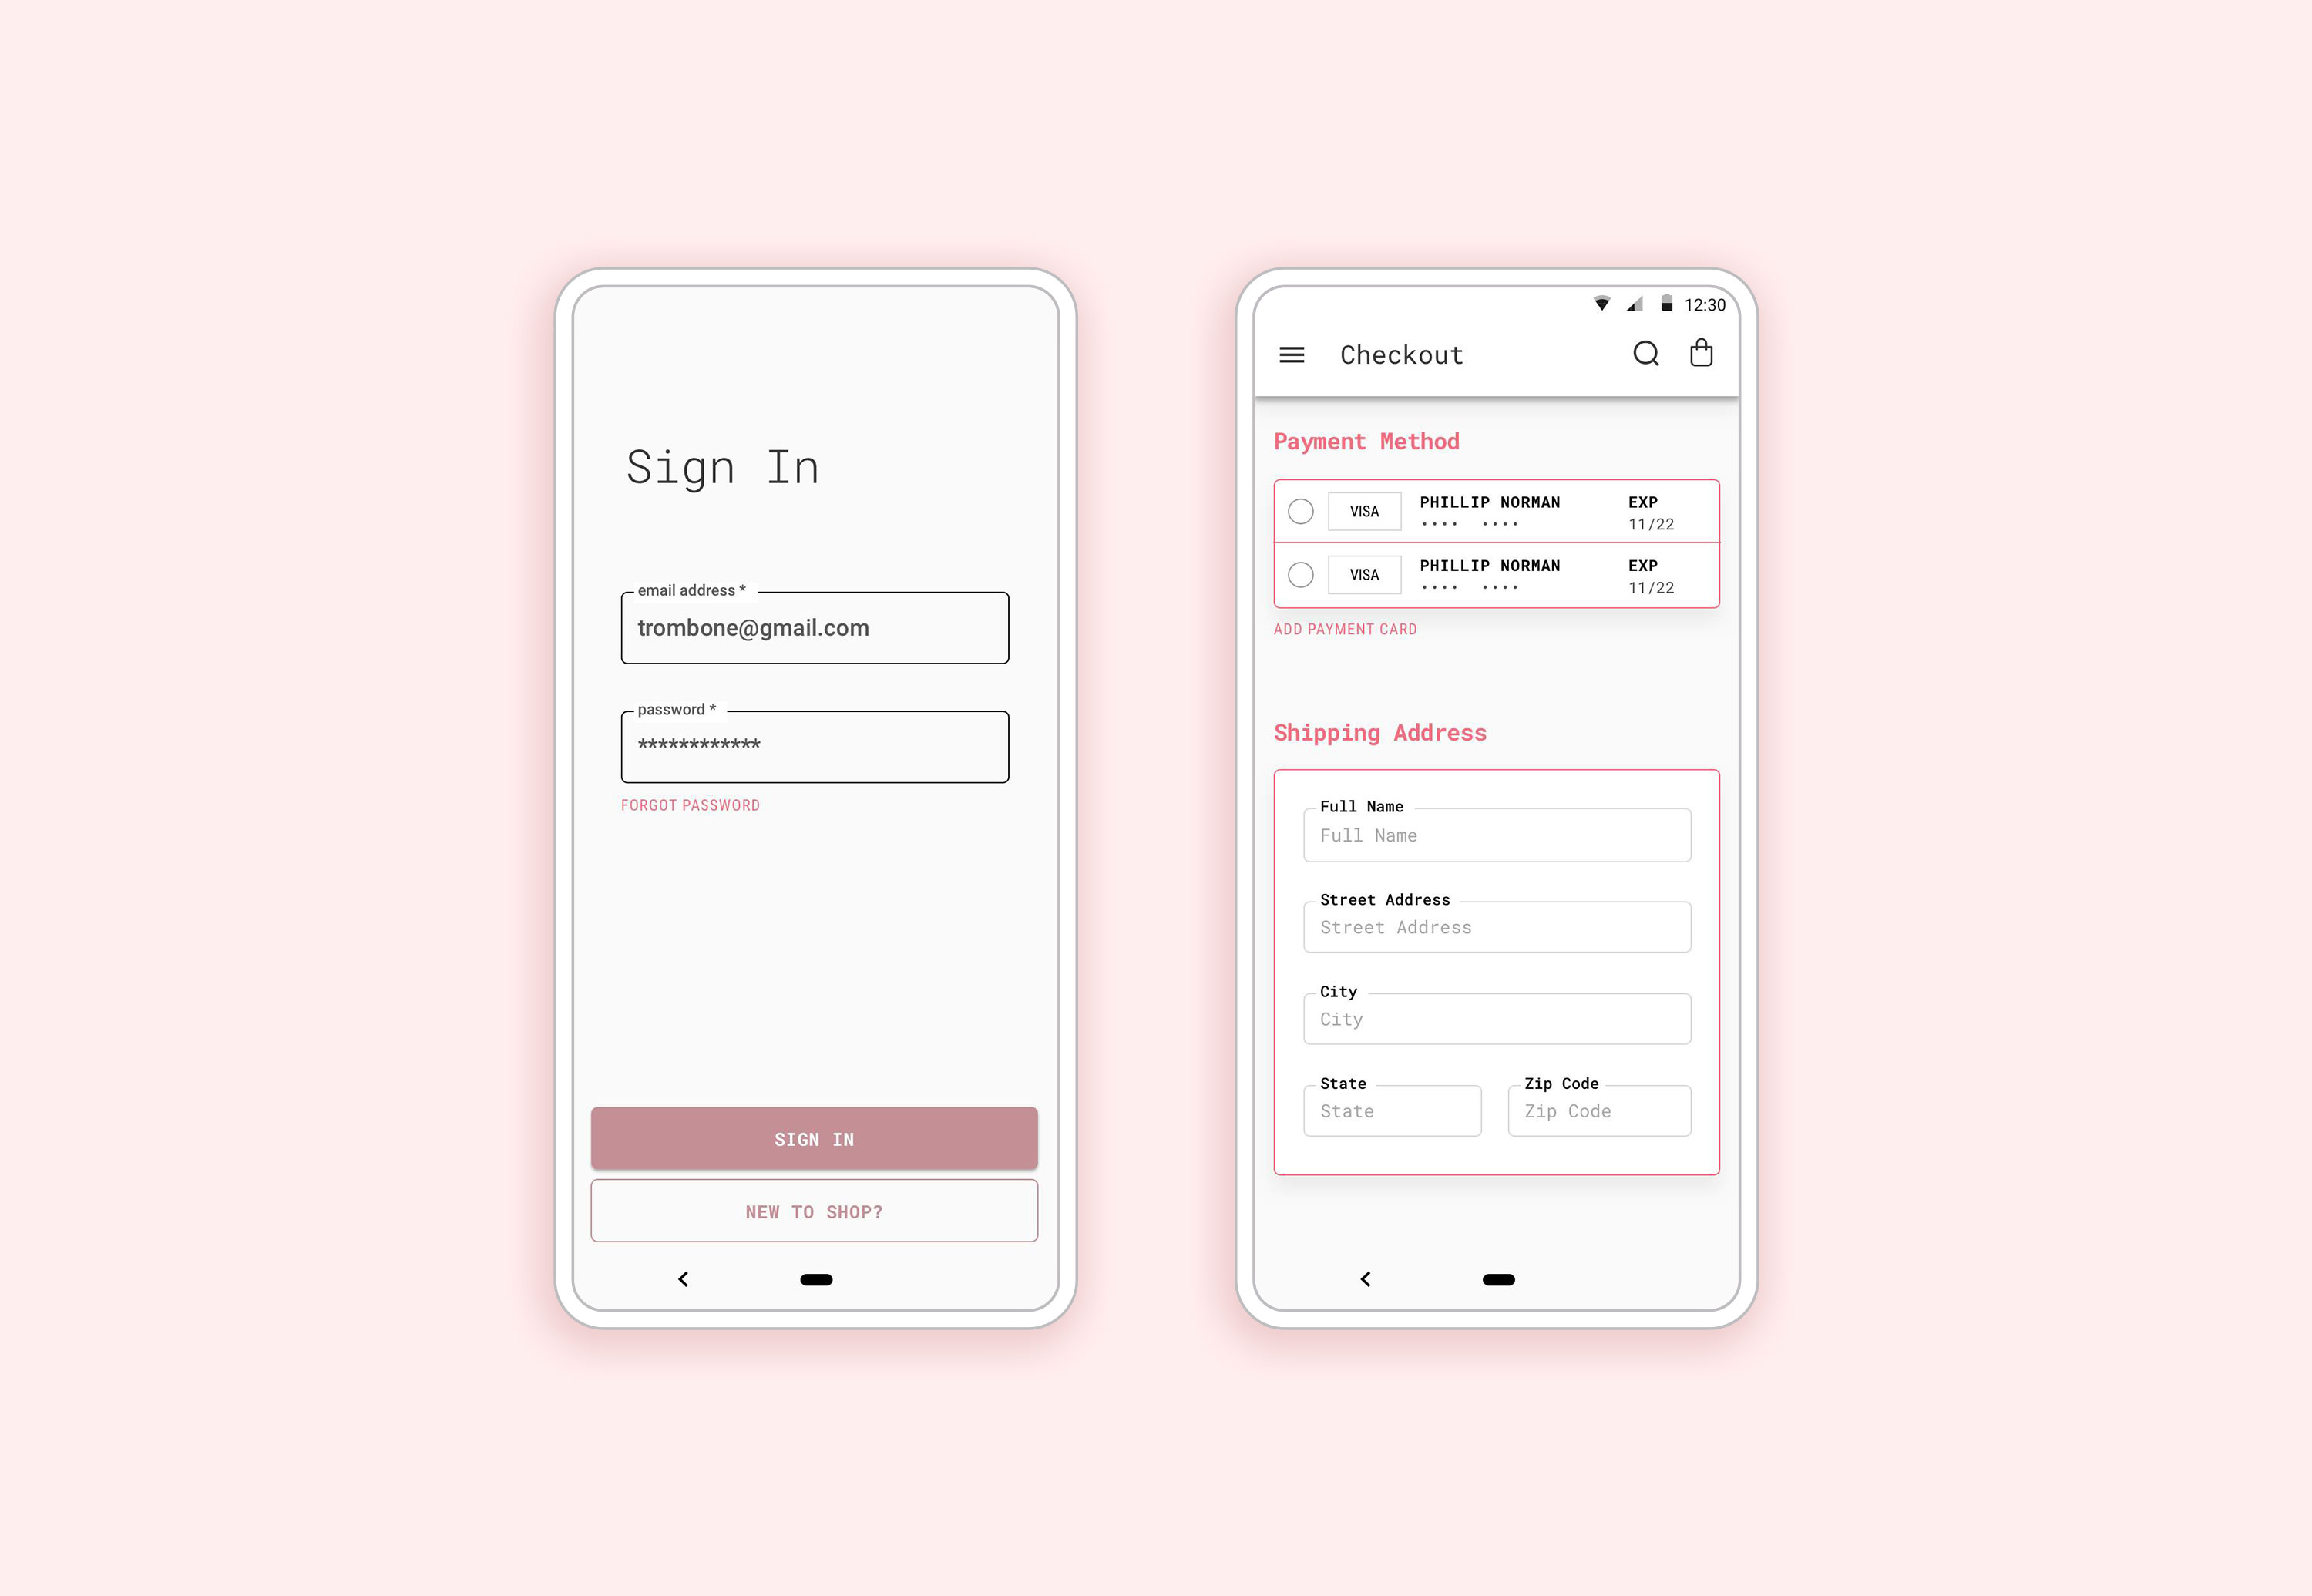 Sign In
email address *
trombone@gmail.com
password *
************
FORGOT PASSWORD
SIGN IN
NEW TO SHOP?
12:30
Checkout
Payment Method
VISA PHILLIP NORMAN EXP
•••• •••• 11/22
VISA PHILLIP NORMAN EXP
•••• •••• 11/22
ADD PAYMENT CARD
Shipping Address
Full Name
Full Name
Street Address
Street Address
City
City
State Zip Code
State Zip Code